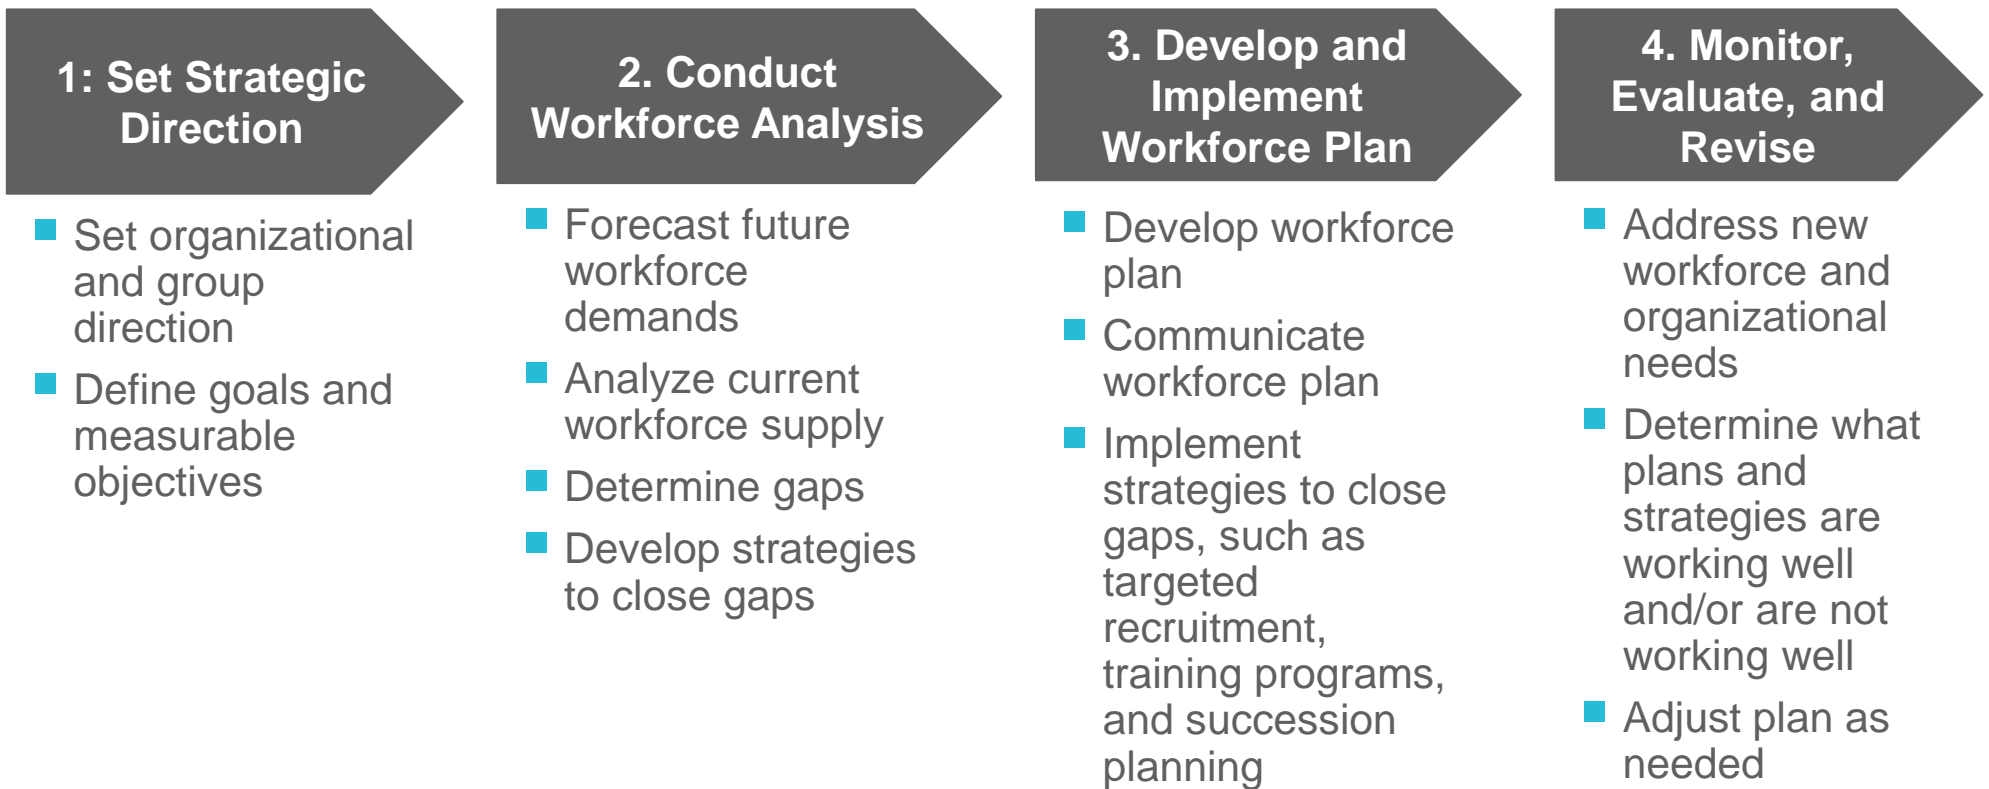 1: Set Strategic
Direction
Set organizational
and group
direction
Define goals and
measurable
objectives
2. Conduct
Workforce Analysis
Forecast future
workforce
demands
Analyze current
workforce supply
Determine gaps
Develop strategies
to close gaps
3. Develop and
Implement
Workforce Plan
Develop workforce
plan
Communicate
workforce plan
Implement
strategies to close
gaps, such as
targeted
recruitment,
training programs,
and succession
planning
4. Monitor,
Evaluate, and
Revise
Address new
workforce and
organizational
needs
Determine what
plans and
strategies are
working well
and/or are not
working well
Adjust plan as
needed